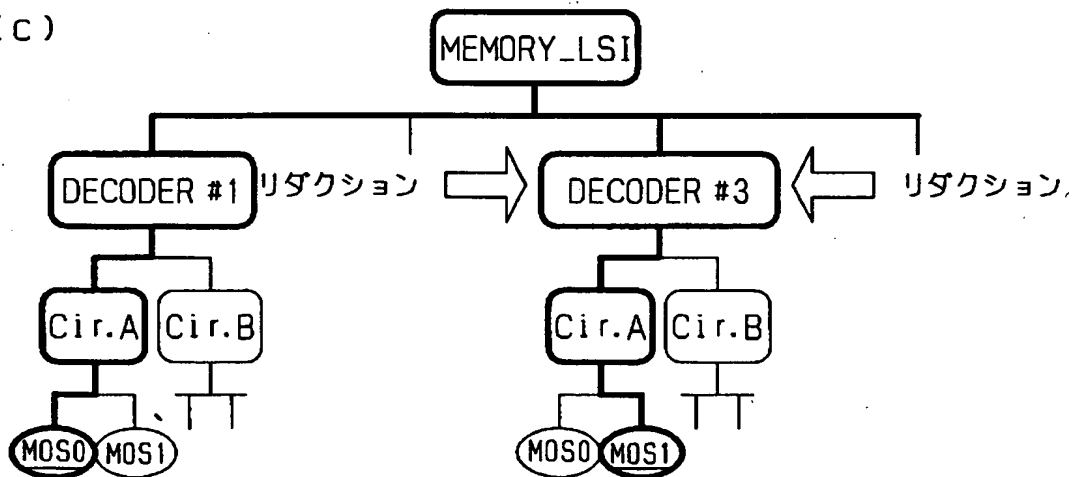 (C)
MEMORY_LSI
DECODER #1 リダクション DECODER #3 リダクション
Cir.A Cir.B Cir.A Cir.B
MOS0 MOS1 MOS0 MOS1